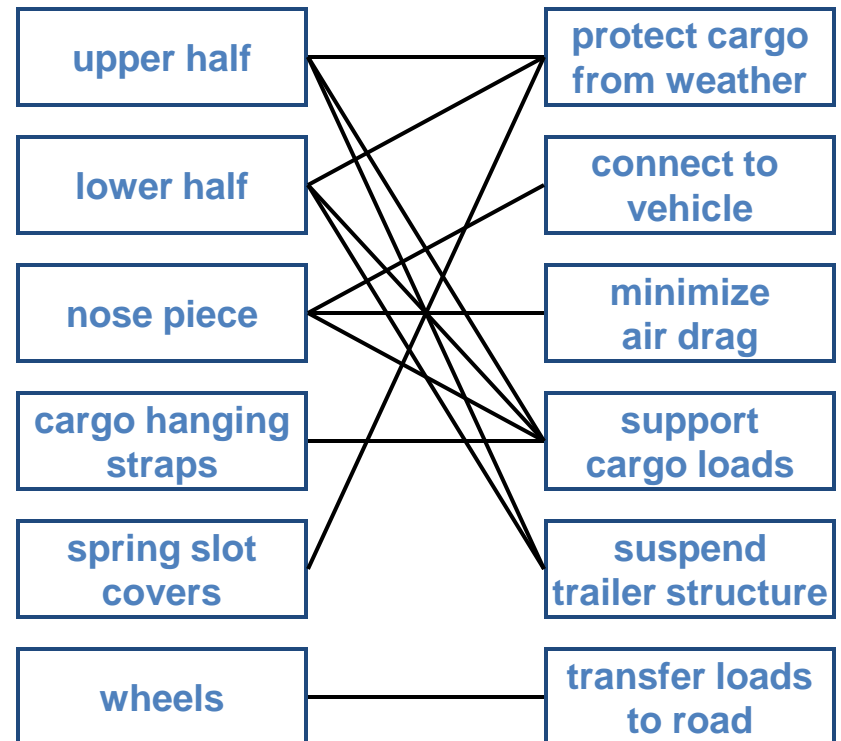 upper half
protect cargo
from weather
lower half
connect to
vehicle
nose piece
minimize
air drag
cargo hanging
straps
support
cargo loads
spring slot
covers
suspend
trailer structure
wheels
transfer loads
to road